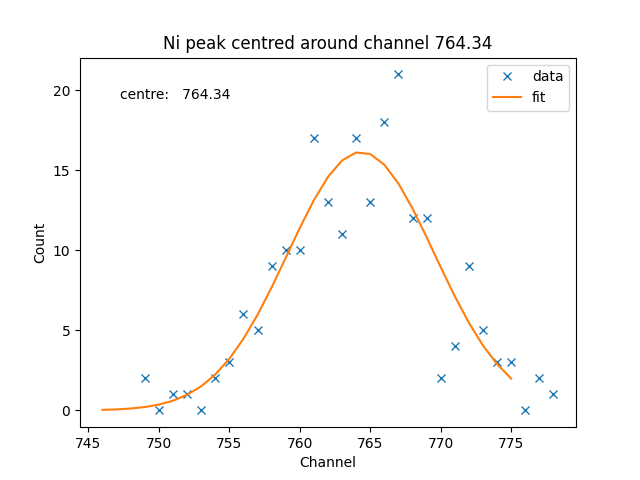 Ni peak centred around channel 764.34
centre: 764.34
data
fit
20
15
10
5
0
Count
745 750 755 760 765 770 775
Channel